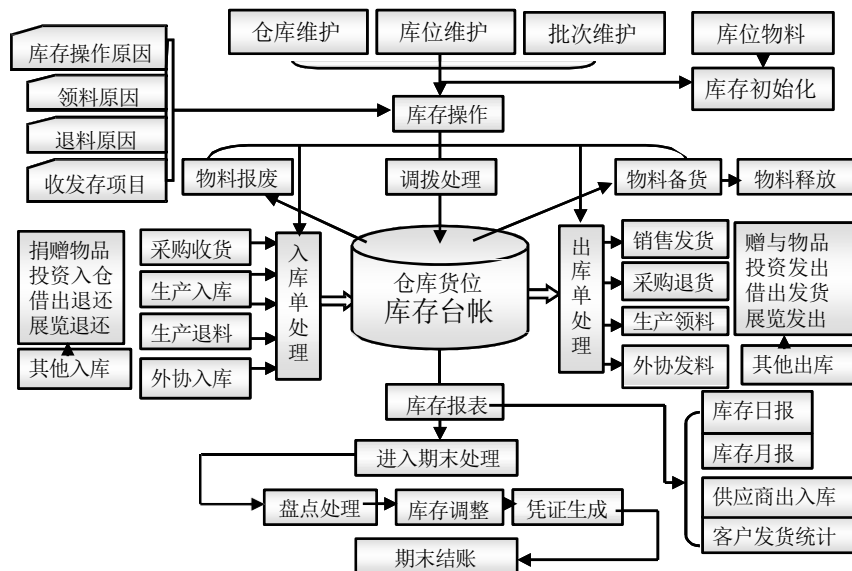 仓库维护
库位维护
批次维护
库位物料
库存操作原因
领料原因
退料原因
收发存项目
库存初始化
库存操作
物料报废
调拨处理
物料备货
物料释放
捐赠物品
投资入仓
借出退还
展览退还
其他入库
采购收货
生产入库
生产退料
外协入库
入库单处理
仓库货位
库存台帐
出库单处理
销售发货
采购退货
生产领料
外协发料
赠与物品
投资发出
借出发货
展览发出
其他出库
库存报表
库存日报
库存月报
供应商出入库
客户发货统计
进入期末处理
盘点处理
库存调整
凭证生成
期末结账